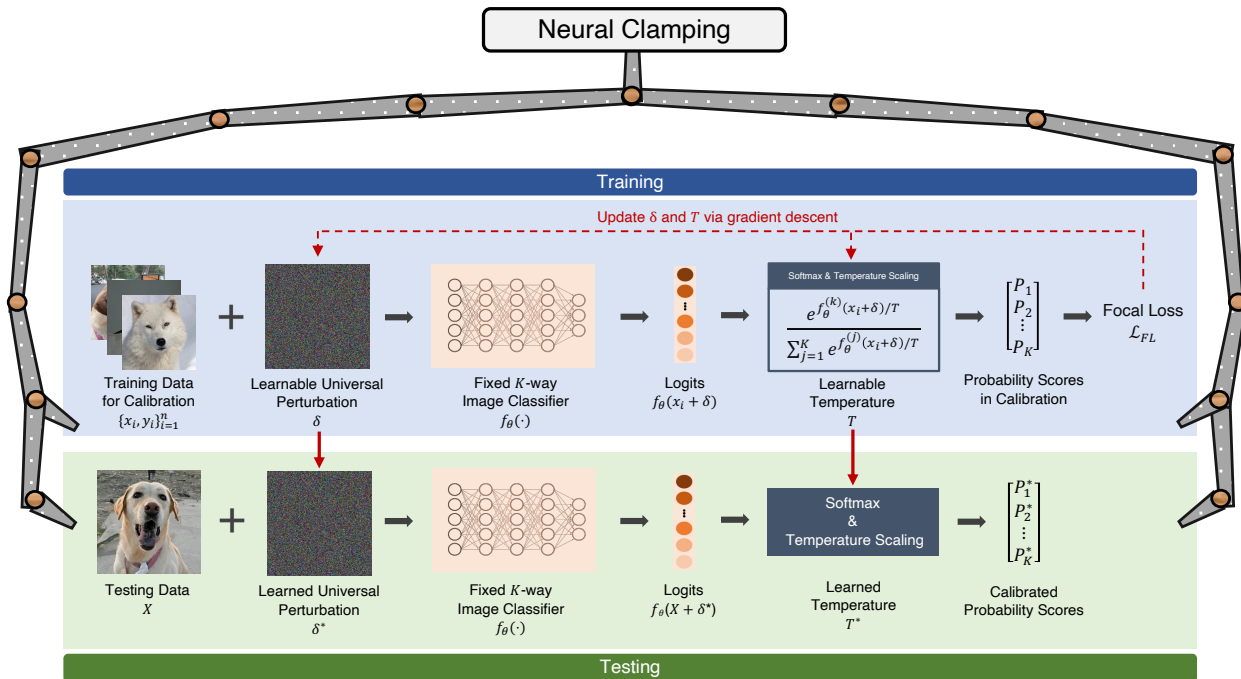 Neural Clamping
Training
Update δ and T via gradient descent
Softmax & Temperature Scaling
e^{f_θ^{(k)}(x_i+δ)/T}
∑_{j=1}^{K} e^{f_θ^{(j)}(x_i+δ)/T}
[P_1
P_2
⋮
P_K]
Focal Loss
ℒ_{FL}
Training Data
for Calibration
{x_i, y_i}_{i=1}^{n}
+
Learnable Universal
Perturbation
δ
Fixed K-way
Image Classifier
f_θ(·)
Logits
f_θ(x_i + δ)
Learnable
Temperature
T
Probability Scores
in Calibration
+
Softmax
&
Temperature Scaling
[P_1^*
P_2^*
⋮
P_K^*]
Testing Data
X
Learned Universal
Perturbation
δ^*
Fixed K-way
Image Classifier
f_θ(·)
Logits
f_θ(X + δ*)
Learned
Temperature
T^*
Calibrated
Probability Scores
Testing